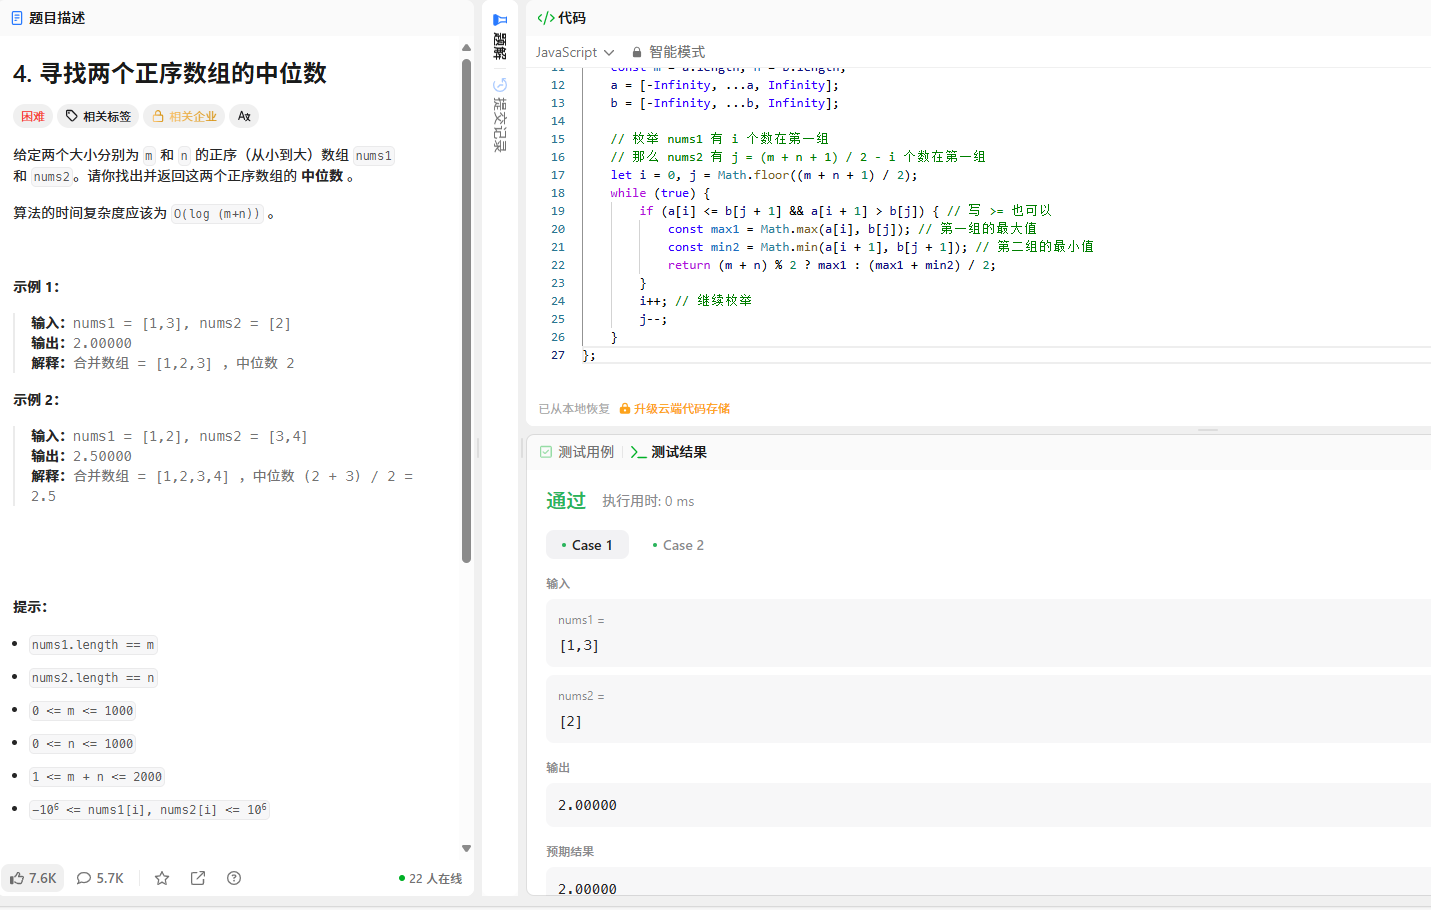 题目描述
4. 寻找两个正序数组的中位数
困难 相关标签 相关企业 Aあ
给定两个大小分别为 m 和 n 的正序（从小到大）数组 nums1
和 nums2。请你找出并返回这两个正序数组的 中位数 。
算法的时间复杂度应该为 O(log (m+n)) 。
示例 1：
输入：nums1 = [1,3], nums2 = [2]
输出：2.00000
解释：合并数组 = [1,2,3] ，中位数 2
示例 2：
输入：nums1 = [1,2], nums2 = [3,4]
输出：2.50000
解释：合并数组 = [1,2,3,4] ，中位数 (2 + 3) / 2 =
2.5
提示：
nums1.length == m
nums2.length == n
0 <= m <= 1000
0 <= n <= 1000
1 <= m + n <= 2000
-10⁶ <= nums1[i], nums2[i] <= 10⁶
7.6K 5.7K 22 人在线
题解
提交记录
</> 代码
JavaScript 智能模式
11 const m = a.length, n = b.length;
12 a = [-Infinity, ...a, Infinity];
13 b = [-Infinity, ...b, Infinity];
14
15 // 枚举 nums1 有 i 个数在第一组
16 // 那么 nums2 有 j = (m + n + 1) / 2 - i 个数在第一组
17 let i = 0, j = Math.floor((m + n + 1) / 2);
18 while (true) {
19 if (a[i] <= b[j + 1] && a[i + 1] > b[j]) { // 写 >= 也可以
20 const max1 = Math.max(a[i], b[j]); // 第一组的最大值
21 const min2 = Math.min(a[i + 1], b[j + 1]); // 第二组的最小值
22 return (m + n) % 2 ? max1 : (max1 + min2) / 2;
23 }
24 i++; // 继续枚举
25 j--;
26 }
27 };
已从本地恢复 升级云端代码存储
测试用例 测试结果
通过 执行用时: 0 ms
Case 1 Case 2
输入
nums1 =
[1,3]
nums2 =
[2]
输出
2.00000
预期结果
2.00000